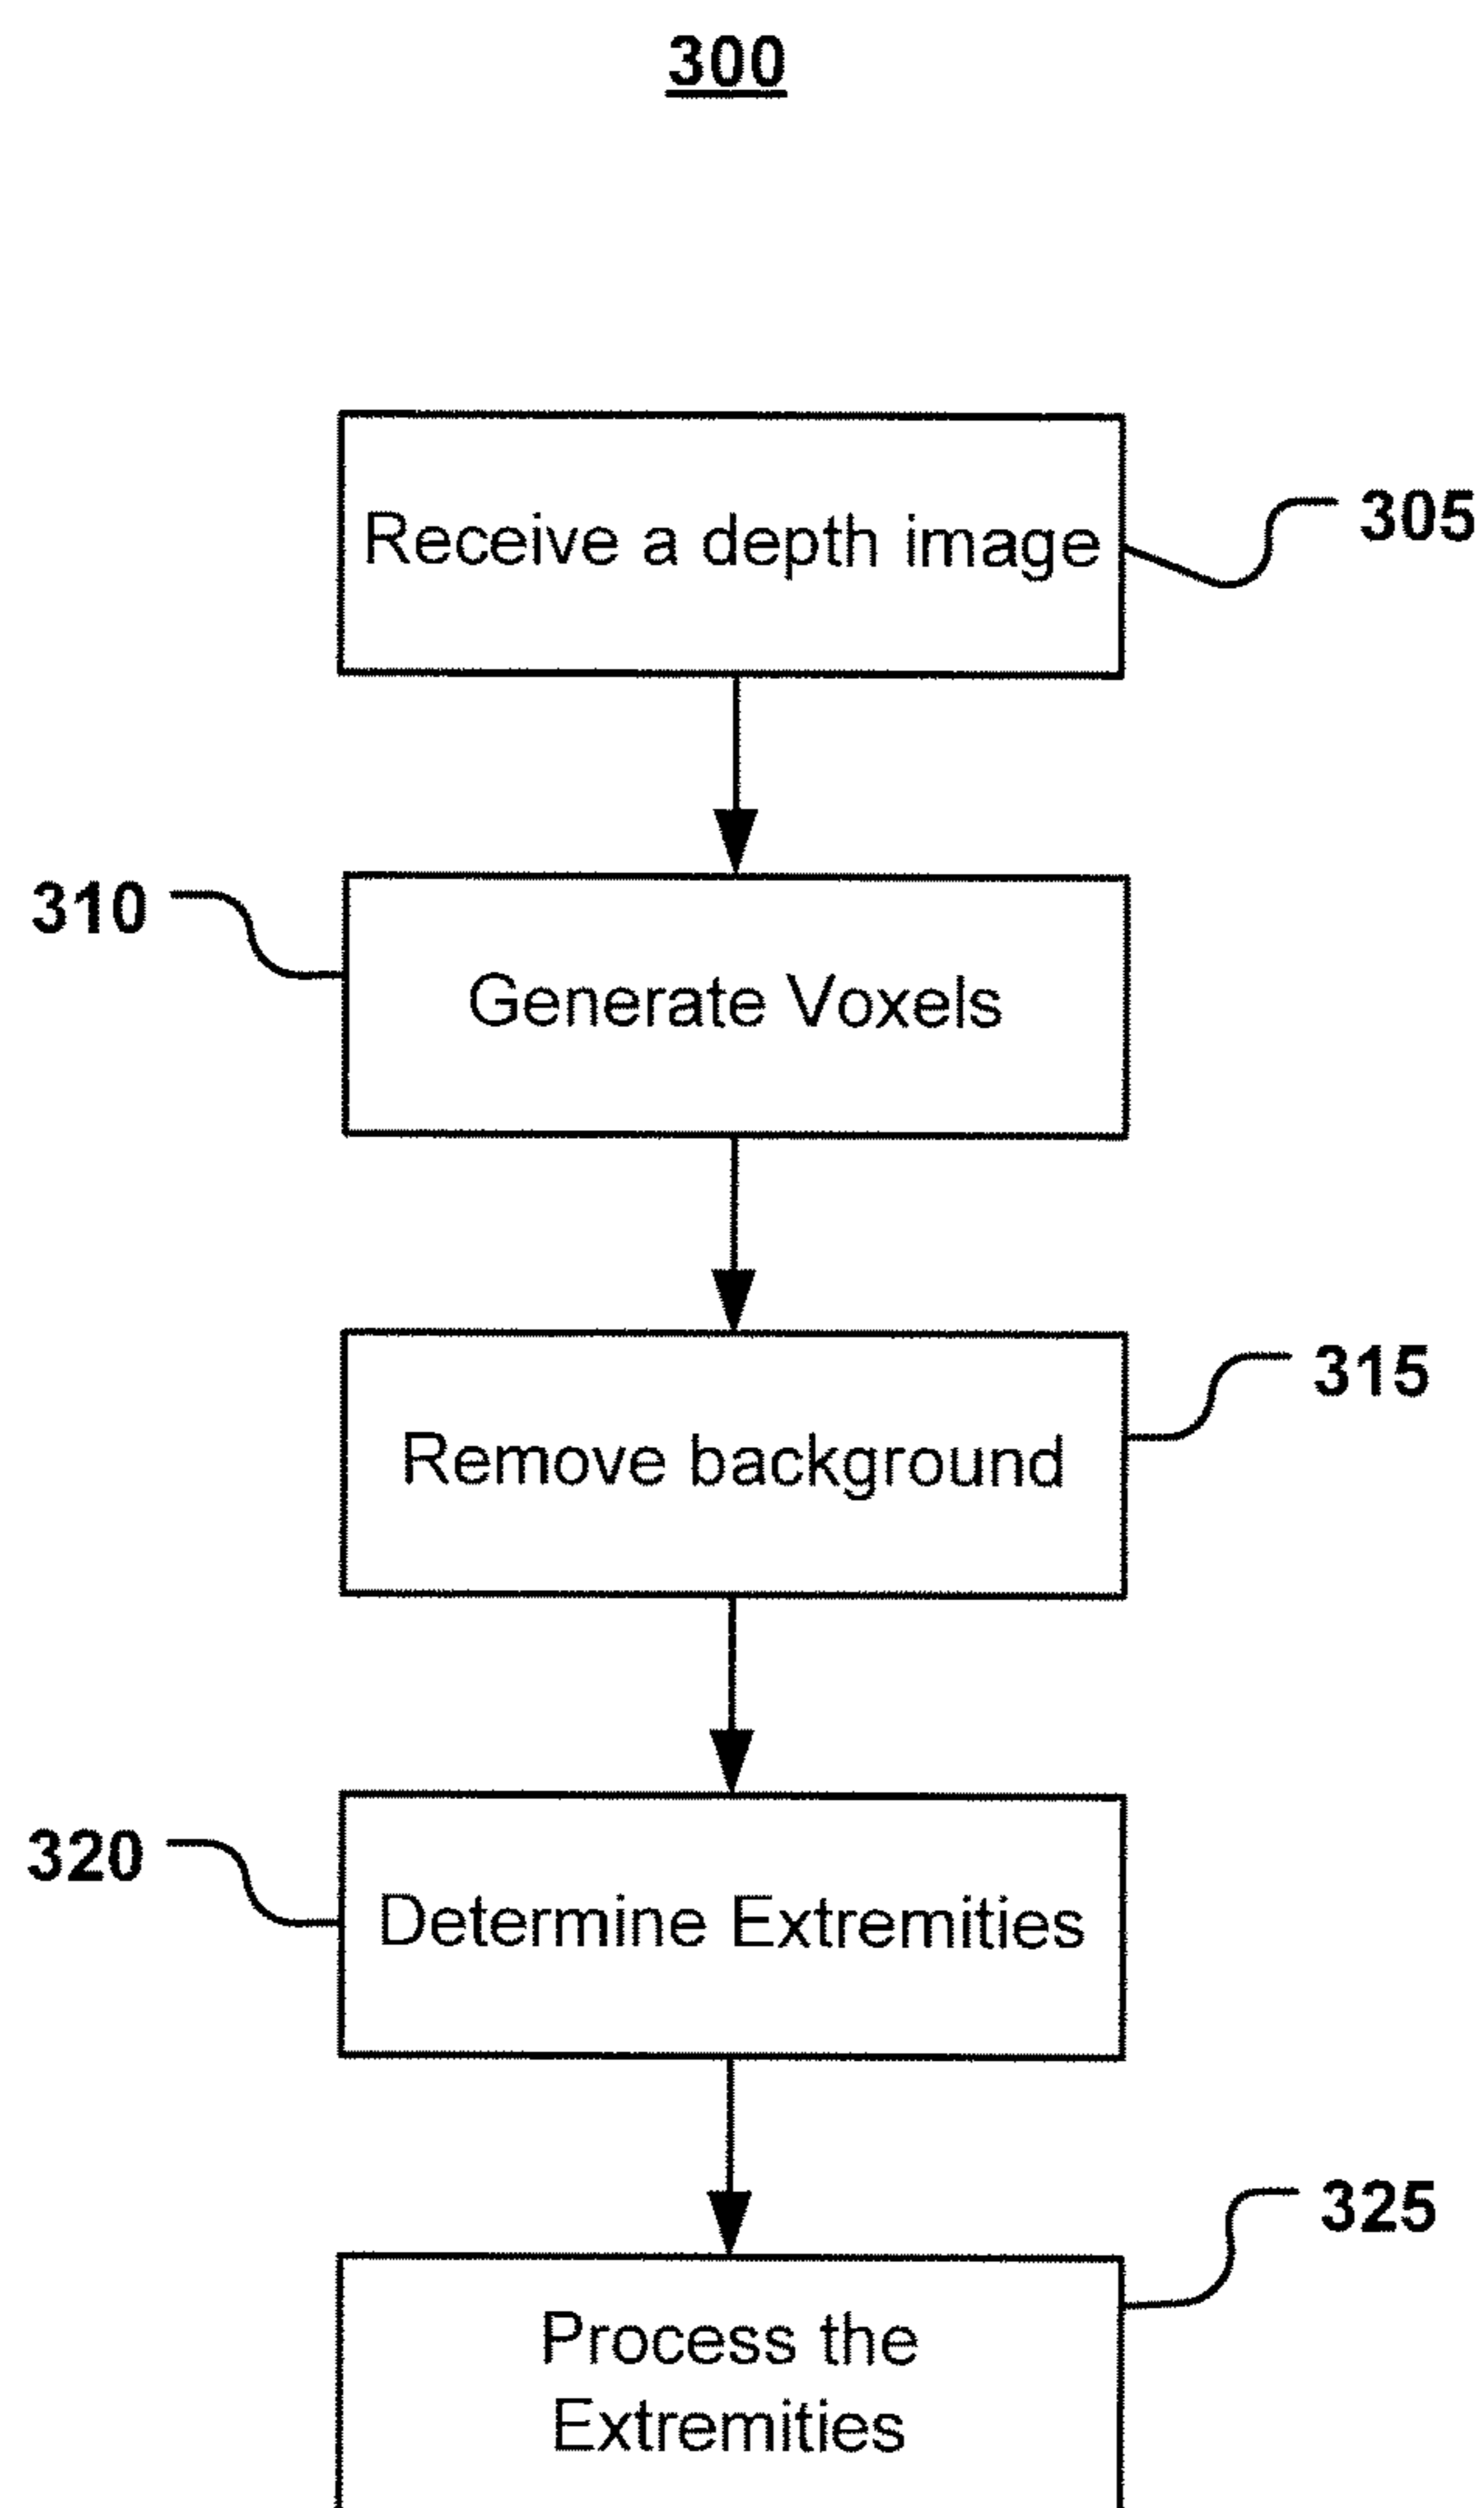 300
Receive a depth image
305
310
Generate Voxels
315
Remove background
320
Determine Extremities
325
Process the
Extremities